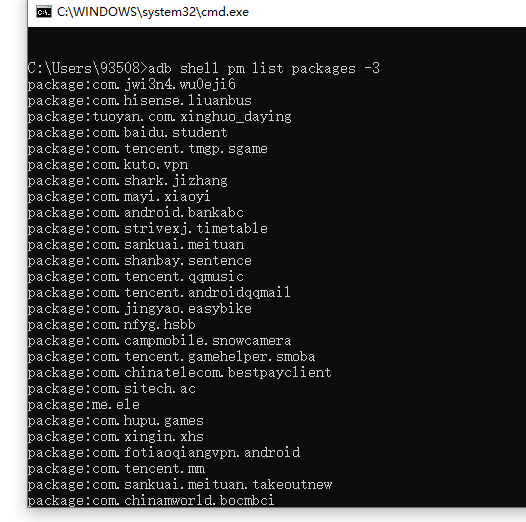 C:\WINDOWS\system32\cmd.exe
C:\Users\93508>adb shell pm list packages -3
package:com.jwi3n4.wu0eji6
package:com.hisense.liuanbus
package:tuoyan.com.xinghuo_daying
package:com.baidu.student
package:com.tencent.tmgp.sgame
package:com.kuto.vpn
package:com.shark.jizhang
package:com.mayi.xiaoyi
package:com.android.bankabc
package:com.strivexj.timetable
package:com.sankuai.meituan
package:com.shanbay.sentence
package:com.tencent.qqmusic
package:com.tencent.androidqqmail
package:com.jingyao.easybike
package:com.nfyg.hsbb
package:com.campmobile.snowcamera
package:com.tencent.gamehelper.smoba
package:com.chinatelecom.bestpayclient
package:com.sitech.ac
package:me.ele
package:com.hupu.games
package:com.xingin.xhs
package:com.fotiaoqiangvpn.android
package:com.tencent.mm
package:com.sankuai.meituan.takeoutnew
package:com.chinamworld.bocmbci